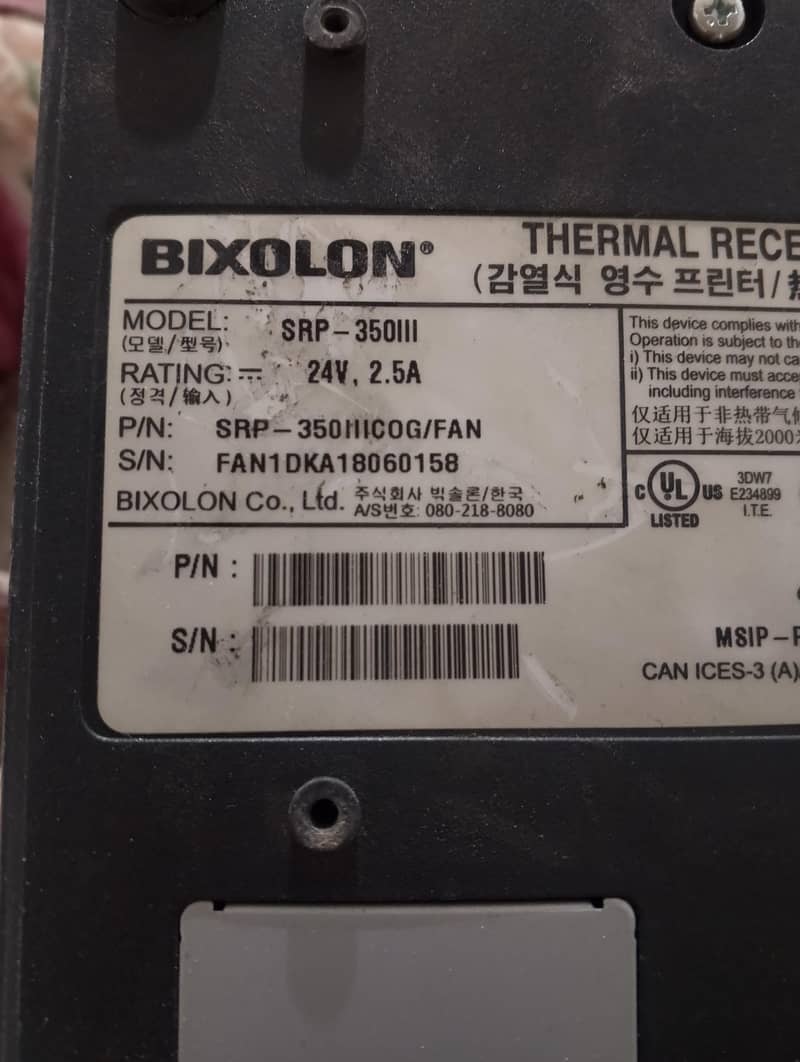 BIXOLON®
THERMAL RECE
(감열식 영수 프린터/热
MODEL: SRP-350III
(모델/型号)
RATING: ⎓ 24V, 2.5A
(정격/输入)
P/N: SRP-350IIICOG/FAN
S/N: FAN1DKA18060158
BIXOLON Co., Ltd. 주식회사 빅솔론/한국
A/S번호: 080-218-8080
This device complies with
Operation is subject to the
i) This device may not ca
ii) This device must acce
including interference
仅适用于非热带气候
仅适用于海拔2000米
C UL US
LISTED
3DW7
E234899
I.T.E.
P/N :
S/N :
MSIP-R
CAN ICES-3 (A)